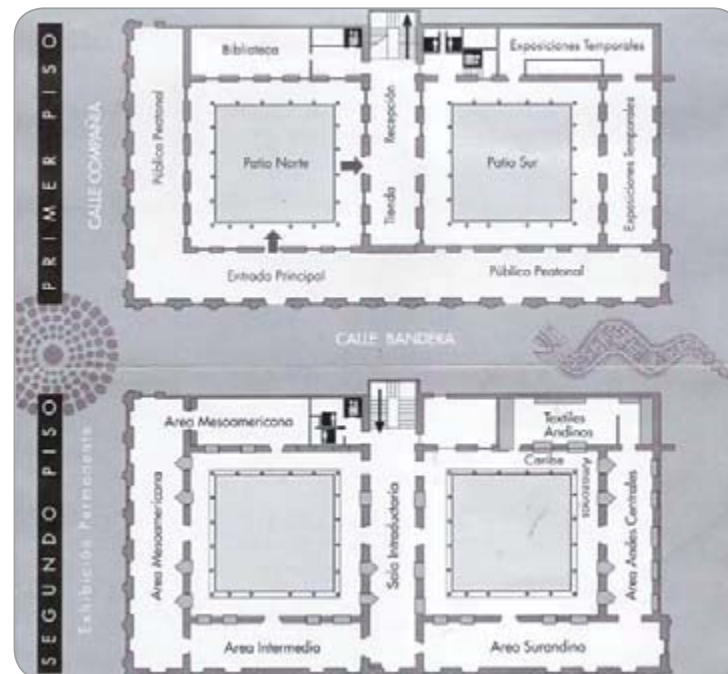 PRIMER PISO
CALLE COMPAÑIA
Público Peatonal
Biblioteca
Exposiciones Temporales
Patio Norte
Recepción
Tienda
Patio Sur
Exposiciones Temporales
Entrada Principal
Público Peatonal
CALLE BANDERA
SEGUNDO PISO
Exhibición Permanente
Area Mesoamericana
Area Mesoamericana
Sala Introductoria
Textiles
Andinos
Caribe
Amazonas
Area Andes Centrales
Area Intermedia
Area Surandina